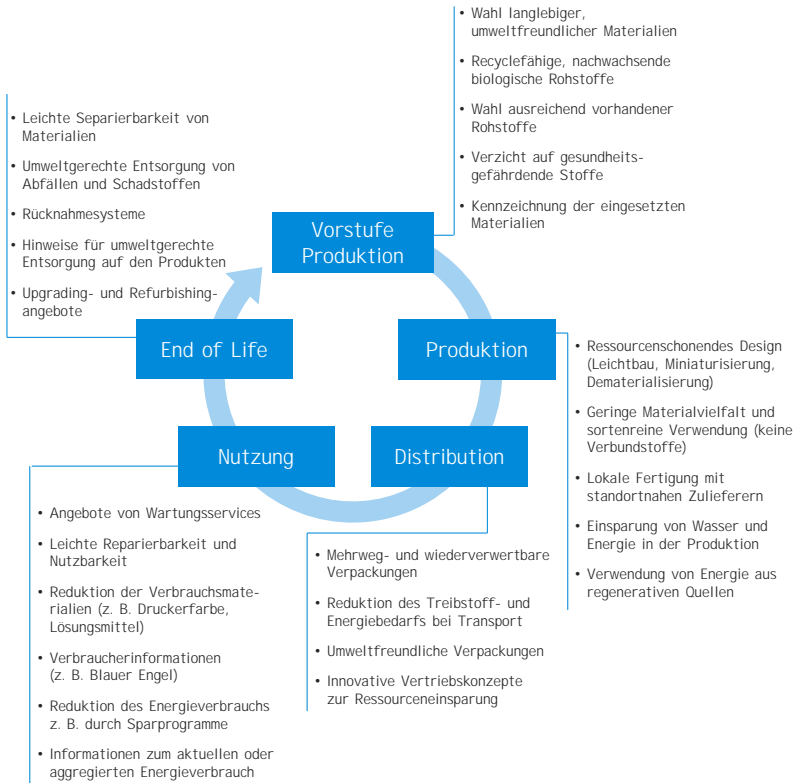 Vorstufe
Produktion
• Wahl langlebiger,
umweltfreundlicher Materialien
• Recyclefähige, nachwachsende
biologische Rohstoffe
• Wahl ausreichend vorhandener
Rohstoffe
• Verzicht auf gesundheits-
gefährdende Stoffe
• Kennzeichnung der eingesetzten
Materialien
Produktion
• Ressourcenschonendes Design
(Leichtbau, Miniaturisierung,
Dematerialisierung)
• Geringe Materialvielfalt und
sortenreine Verwendung (keine
Verbundstoffe)
• Lokale Fertigung mit
standortnahen Zulieferern
• Einsparung von Wasser und
Energie in der Produktion
• Verwendung von Energie aus
regenerativen Quellen
Distribution
• Mehrweg- und wiederverwertbare
Verpackungen
• Reduktion des Treibstoff- und
Energiebedarfs bei Transport
• Umweltfreundliche Verpackungen
• Innovative Vertriebskonzepte
zur Ressourceneinsparung
Nutzung
• Angebote von Wartungsservices
• Leichte Reparierbarkeit und
Nutzbarkeit
• Reduktion der Verbrauchsmate-
rialien (z. B. Druckerfarbe,
Lösungsmittel)
• Verbraucherinformationen
(z. B. Blauer Engel)
• Reduktion des Energieverbrauchs
z. B. durch Sparprogramme
• Informationen zum aktuellen oder
aggregierten Energieverbrauch
End of Life
• Leichte Separierbarkeit von
Materialien
• Umweltgerechte Entsorgung von
Abfällen und Schadstoffen
• Rücknahmesysteme
• Hinweise für umweltgerechte
Entsorgung auf den Produkten
• Upgrading- und Refurbishing-
angebote